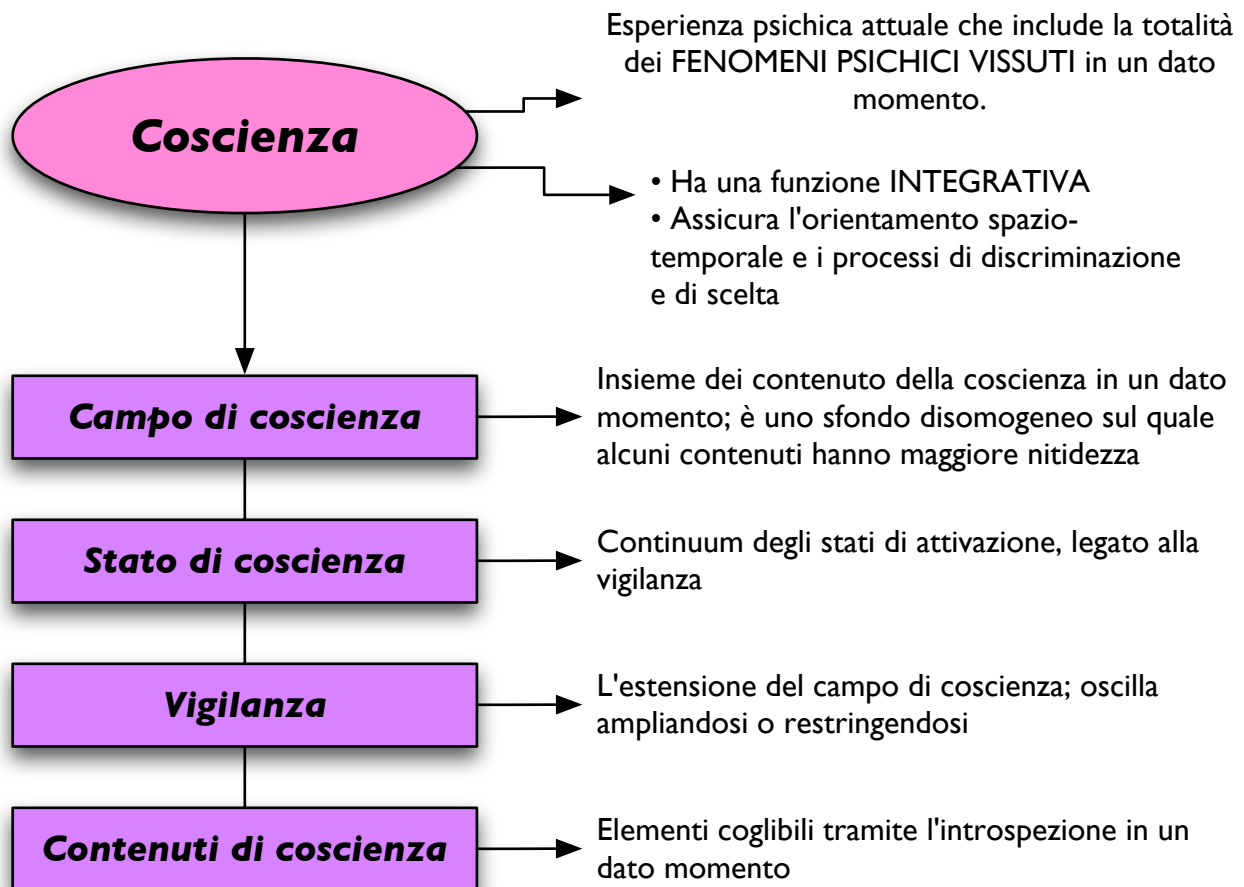 Esperienza psichica attuale che include la totalità
dei FENOMENI PSICHICI VISSUTI in un dato
momento.
Coscienza
• Ha una funzione INTEGRATIVA
• Assicura l'orientamento spazio-
temporale e i processi di discriminazione
e di scelta
Campo di coscienza
Insieme dei contenuto della coscienza in un dato
momento; è uno sfondo disomogeneo sul quale
alcuni contenuti hanno maggiore nitidezza
Stato di coscienza
Continuum degli stati di attivazione, legato alla
vigilanza
Vigilanza
L'estensione del campo di coscienza; oscilla
ampliandosi o restringendosi
Contenuti di coscienza
Elementi coglibili tramite l'introspezione in un
dato momento